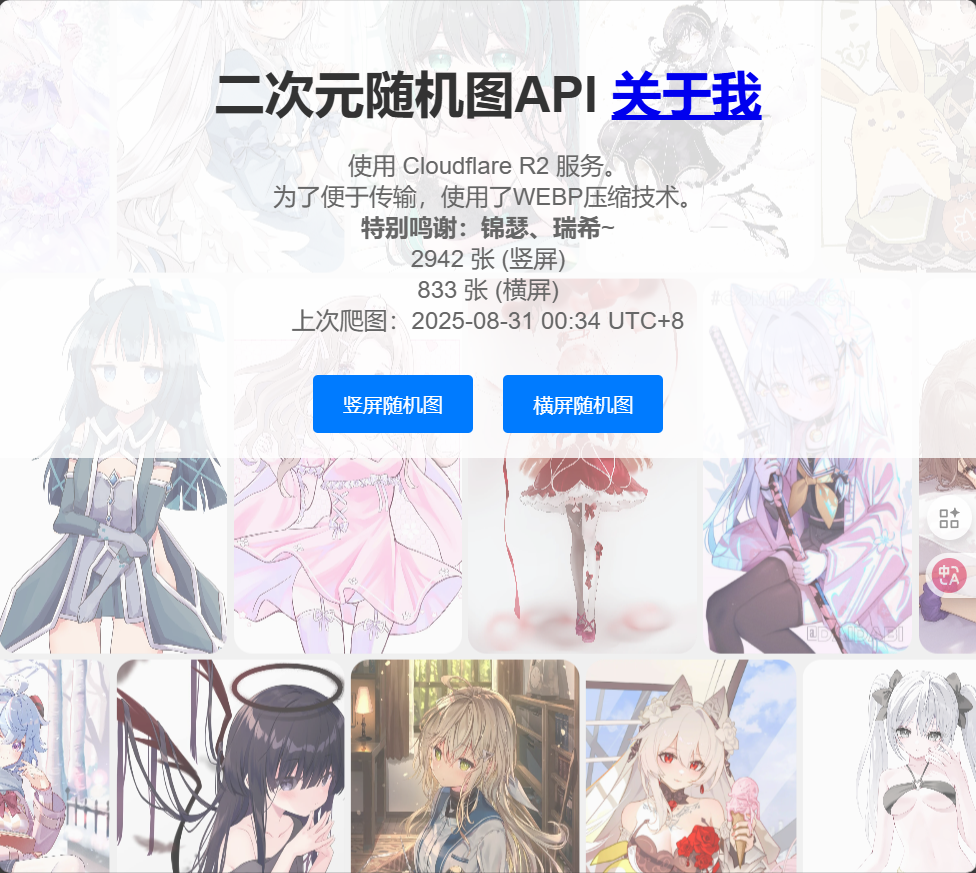 二次元随机图API 关于我
使用 Cloudflare R2 服务。
为了便于传输，使用了WEBP压缩技术。
特别鸣谢：锦瑟、瑞希~
2942 张 (竖屏)
833 张 (横屏)
上次爬图：2025-08-31 00:34 UTC+8
竖屏随机图 横屏随机图
中
A